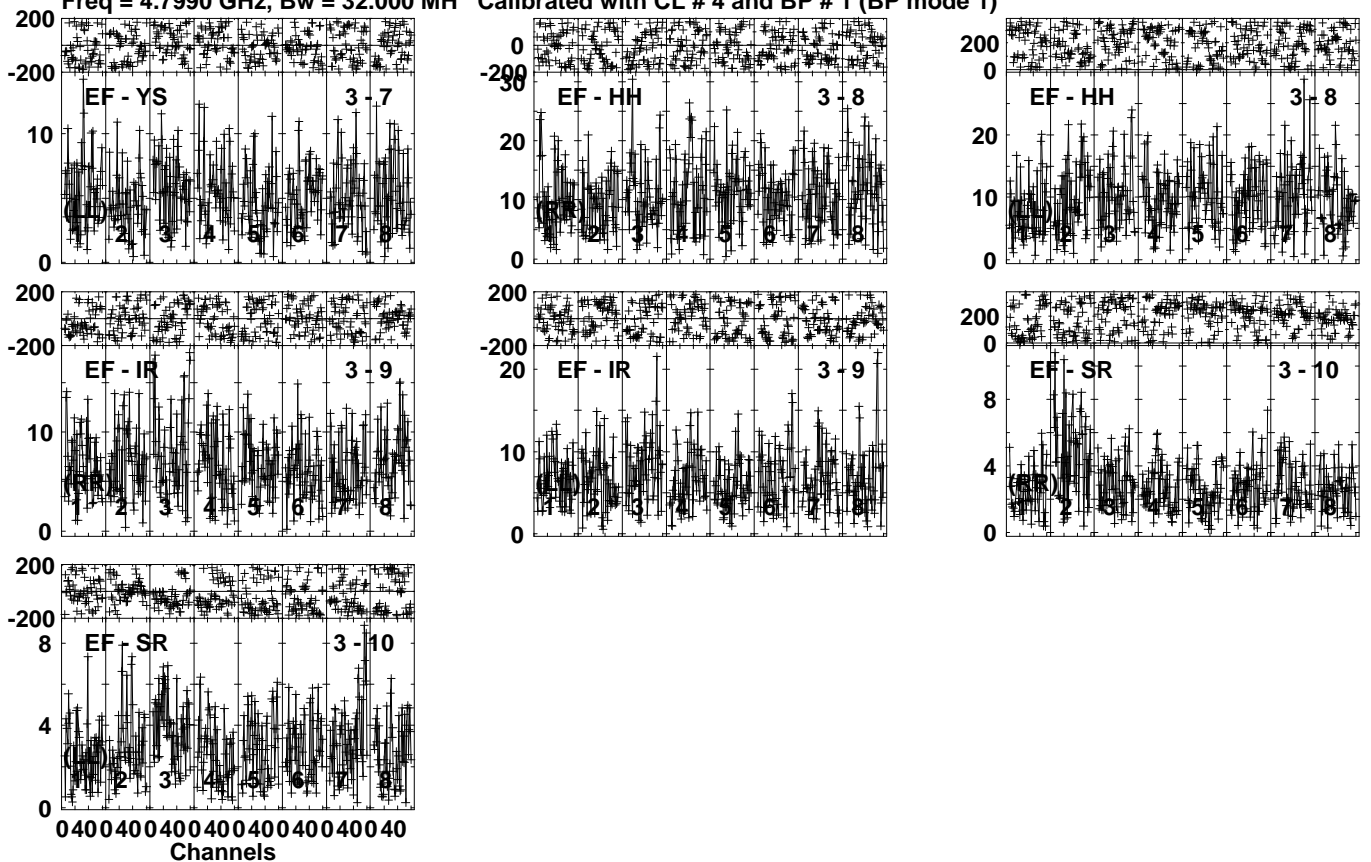 Freq = 4.7990 GHz, Bw = 32.000 MH Calibrated with CL # 4 and BP # 1 (BP mode 1)
200
-200
EF - YS 3 - 7
10
(LL)
1 2 3 4 5 6 7 8
0
0
-200
30
EF - HH 3 - 8
20
10
(RR)
1 2 3 4 5 6 7 8
0
200
0
EF - HH 3 - 8
20
10
(LL)
1 2 3 4 5 6 7 8
0
200
-200
EF - IR 3 - 9
10
(RR)
1 2 3 4 5 6 7 8
0
200
-200
20
EF - IR 3 - 9
10
(LL)
1 2 3 4 5 6 7 8
0
200
0
EF - SR 3 - 10
8
4
(RR)
1 2 3 4 5 6 7 8
0
200
-200
EF - SR 3 - 10
8
4
(LL)
1 2 3 4 5 6 7 8
0
0 40 0 40 0 40 0 40 0 40 0 40 0 40 0 40
Channels